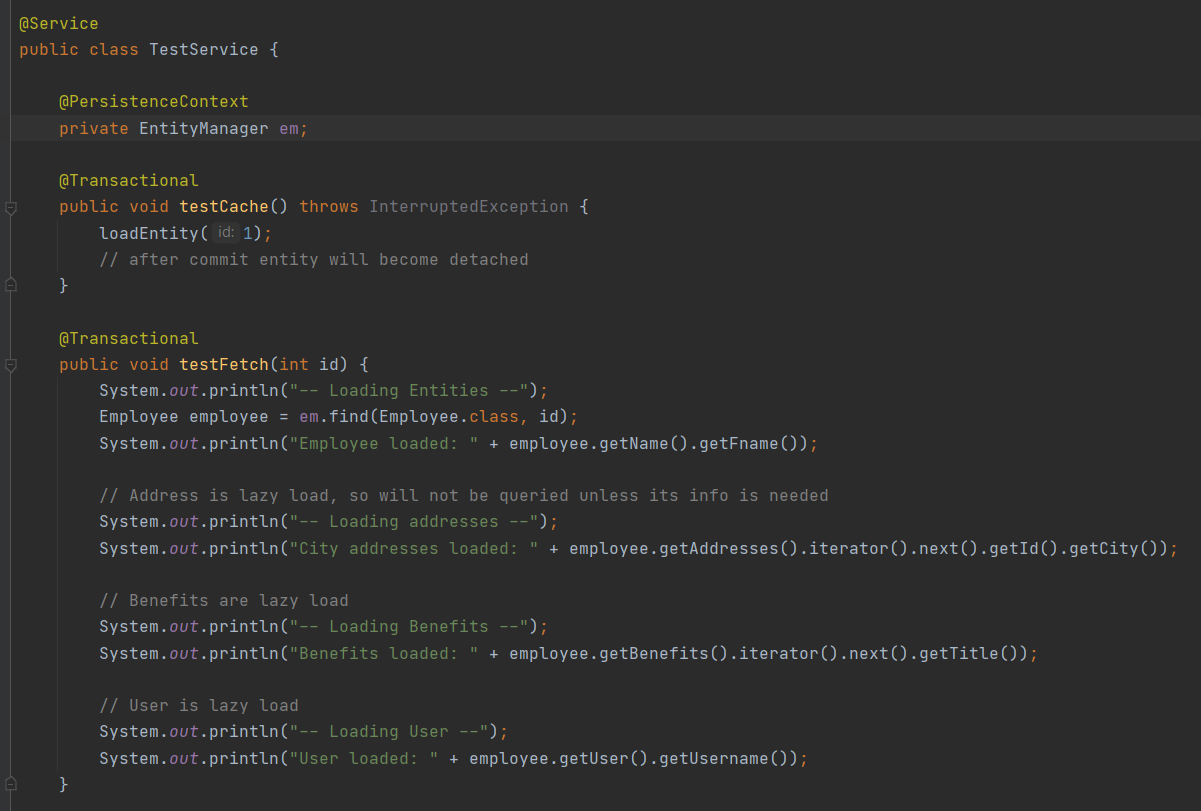 @Service
public class TestService {
@PersistenceContext
private EntityManager em;
@Transactional
public void testCache() throws InterruptedException {
loadEntity( id: 1);
// after commit entity will become detached
}
@Transactional
public void testFetch(int id) {
System.out.println("-- Loading Entities --");
Employee employee = em.find(Employee.class, id);
System.out.println("Employee loaded: " + employee.getName().getFname());
// Address is lazy load, so will not be queried unless its info is needed
System.out.println("-- Loading addresses --");
System.out.println("City addresses loaded: " + employee.getAddresses().iterator().next().getId().getCity());
// Benefits are lazy load
System.out.println("-- Loading Benefits --");
System.out.println("Benefits loaded: " + employee.getBenefits().iterator().next().getTitle());
// User is lazy load
System.out.println("-- Loading User --");
System.out.println("User loaded: " + employee.getUser().getUsername());
}